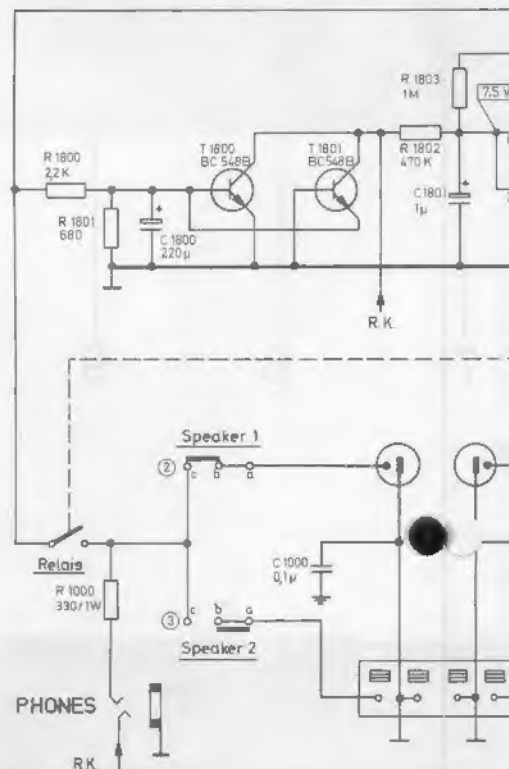 R 1803
1M
7.5 V
T 1800
BC 548B
T 1801
BC 548B
R 1802
470 K
R 1800
2,2 K
R 1801
680
C 1800
220µ
C 1801
1µ
+
+
R.K.
Speaker 1
2
c
b
a
Relais
R 1000
330/1W
C 1000
0,1µ
3
c
b
a
Speaker 2
PHONES
R.K.